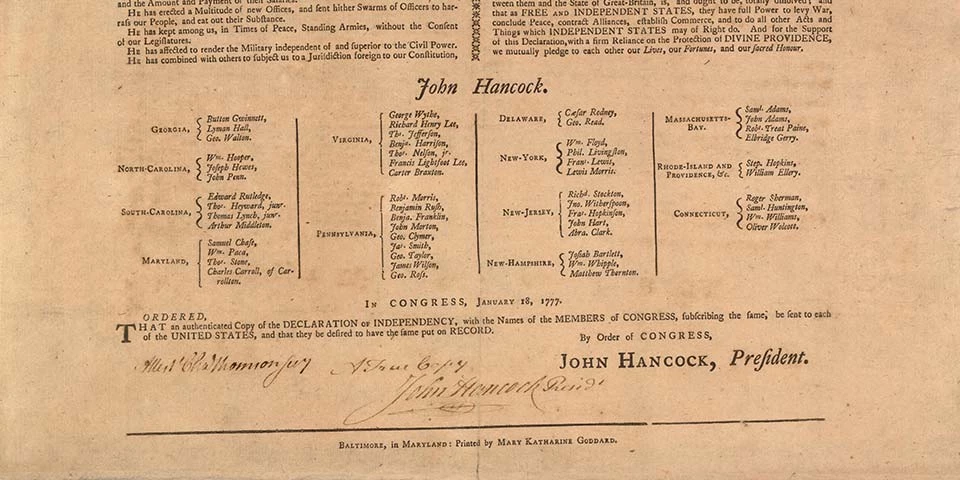 and the Amount and Payment of their Salaries.
HE has erected a Multitude of new Offices, and sent hither Swarms of Officers to har-
rass our People, and eat out their Substance.
HE has kept among us, in Times of Peace, Standing Armies, without the Consent
of our Legislatures.
HE has affected to render the Military independent of and superior to the Civil Power.
HE has combined with others to subject us to a Jurisdiction foreign to our Constitution,
tween them and the State of Great-Britain, is, and ought to be, totally dissolved; and
that as FREE AND INDEPENDENT STATES, they have full Power to levy War,
conclude Peace, contract Alliances, establish Commerce, and to do all other Acts and
Things which INDEPENDENT STATES may of Right do. And for the Support
of this Declaration, with a firm Reliance on the Protection of DIVINE PROVIDENCE,
we mutually pledge to each other our Lives, our Fortunes, and our sacred Honour.
John Hancock.
GEORGIA,
Button Gwinnett,
Lyman Hall,
Geo. Walton.
NORTH-CAROLINA,
Wm. Hooper,
Joseph Hewes,
John Penn.
SOUTH-CAROLINA,
Edward Rutledge,
Thos. Heyward, junr.
Thomas Lynch, junr.
Arthur Middleton.
MARYLAND,
Samuel Chase,
Wm. Paca,
Thos. Stone,
Charles Carroll, of Car-
rollton.
VIRGINIA,
George Wythe,
Richard Henry Lee,
Ths. Jefferson,
Benja. Harrison,
Thos. Nelson, jr.
Francis Lightfoot Lee,
Carter Braxton.
PENNSYLVANIA,
Robt. Morris,
Benjamin Rush,
Benja. Franklin,
John Morton,
Geo. Clymer,
Jas. Smith,
Geo. Taylor,
James Wilson,
Geo. Ross.
DELAWARE,
Cæsar Rodney,
Geo. Read.
NEW-YORK,
Wm. Floyd,
Phil. Livingston,
Frans. Lewis,
Lewis Morris.
NEW-JERSEY,
Richd. Stockton,
Jno. Witherspoon,
Fras. Hopkinson,
John Hart,
Abra. Clark.
NEW-HAMPSHIRE,
Josiah Bartlett,
Wm. Whipple,
Matthew Thornton.
MASSACHUSETTS-
BAY.
Saml. Adams,
John Adams,
Robt. Treat Paine,
Elbridge Gerry.
RHODE-ISLAND AND
PROVIDENCE, &c.
Step. Hopkins,
William Ellery.
CONNECTICUT,
Roger Sherman,
Saml. Huntington,
Wm. Williams,
Oliver Wolcott.
IN CONGRESS, JANUARY 18, 1777.
ORDERED,
THAT an authenticated Copy of the DECLARATION OF INDEPENDENCY, with the Names of the MEMBERS OF CONGRESS, subscribing the same, be sent to each
of the UNITED STATES, and that they be desired to have the same put on RECORD.
By Order of CONGRESS,
JOHN HANCOCK, President.
Attest Cha Thomson secy
A True Copy
John Hancock Presidt
BALTIMORE, in MARYLAND: Printed by MARY KATHARINE GODDARD.